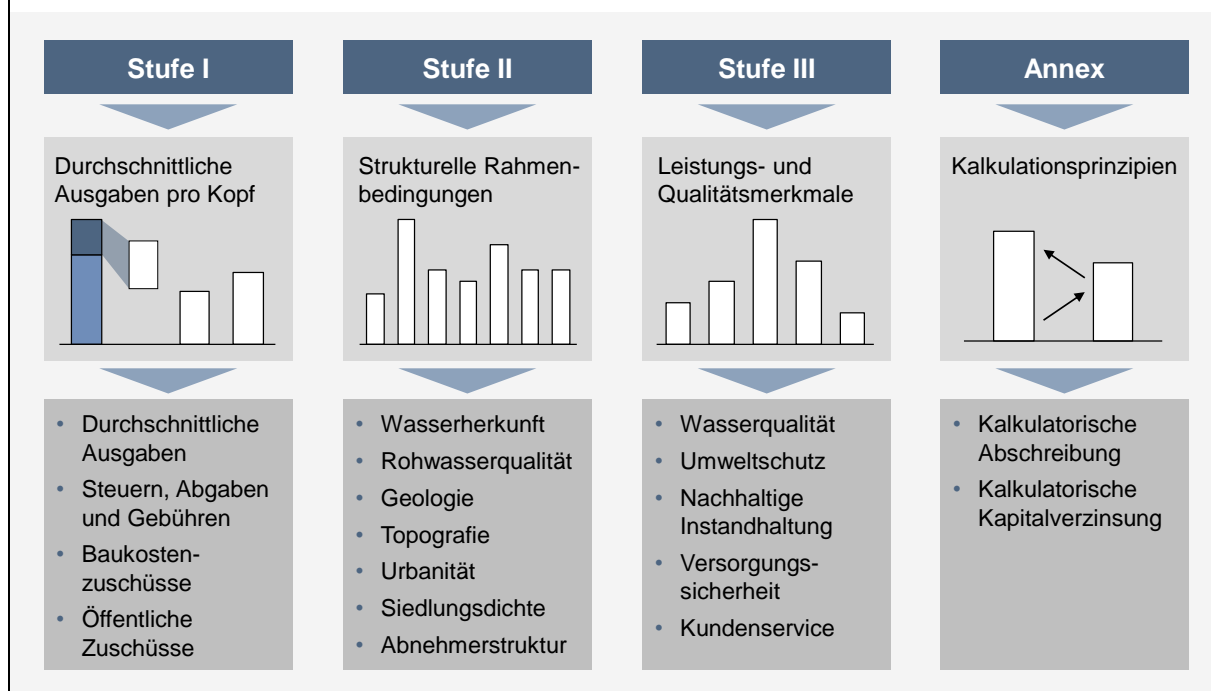 Stufe I
Durchschnittliche
Ausgaben pro Kopf
• Durchschnittliche
Ausgaben
• Steuern, Abgaben
und Gebühren
• Baukosten-
zuschüsse
• Öffentliche
Zuschüsse
Stufe II
Strukturelle Rahmen-
bedingungen
• Wasserherkunft
• Rohwasserqualität
• Geologie
• Topografie
• Urbanität
• Siedlungsdichte
• Abnehmerstruktur
Stufe III
Leistungs- und
Qualitätsmerkmale
• Wasserqualität
• Umweltschutz
• Nachhaltige
Instandhaltung
• Versorgungs-
sicherheit
• Kundenservice
Annex
Kalkulationsprinzipien
• Kalkulatorische
Abschreibung
• Kalkulatorische
Kapitalverzinsung